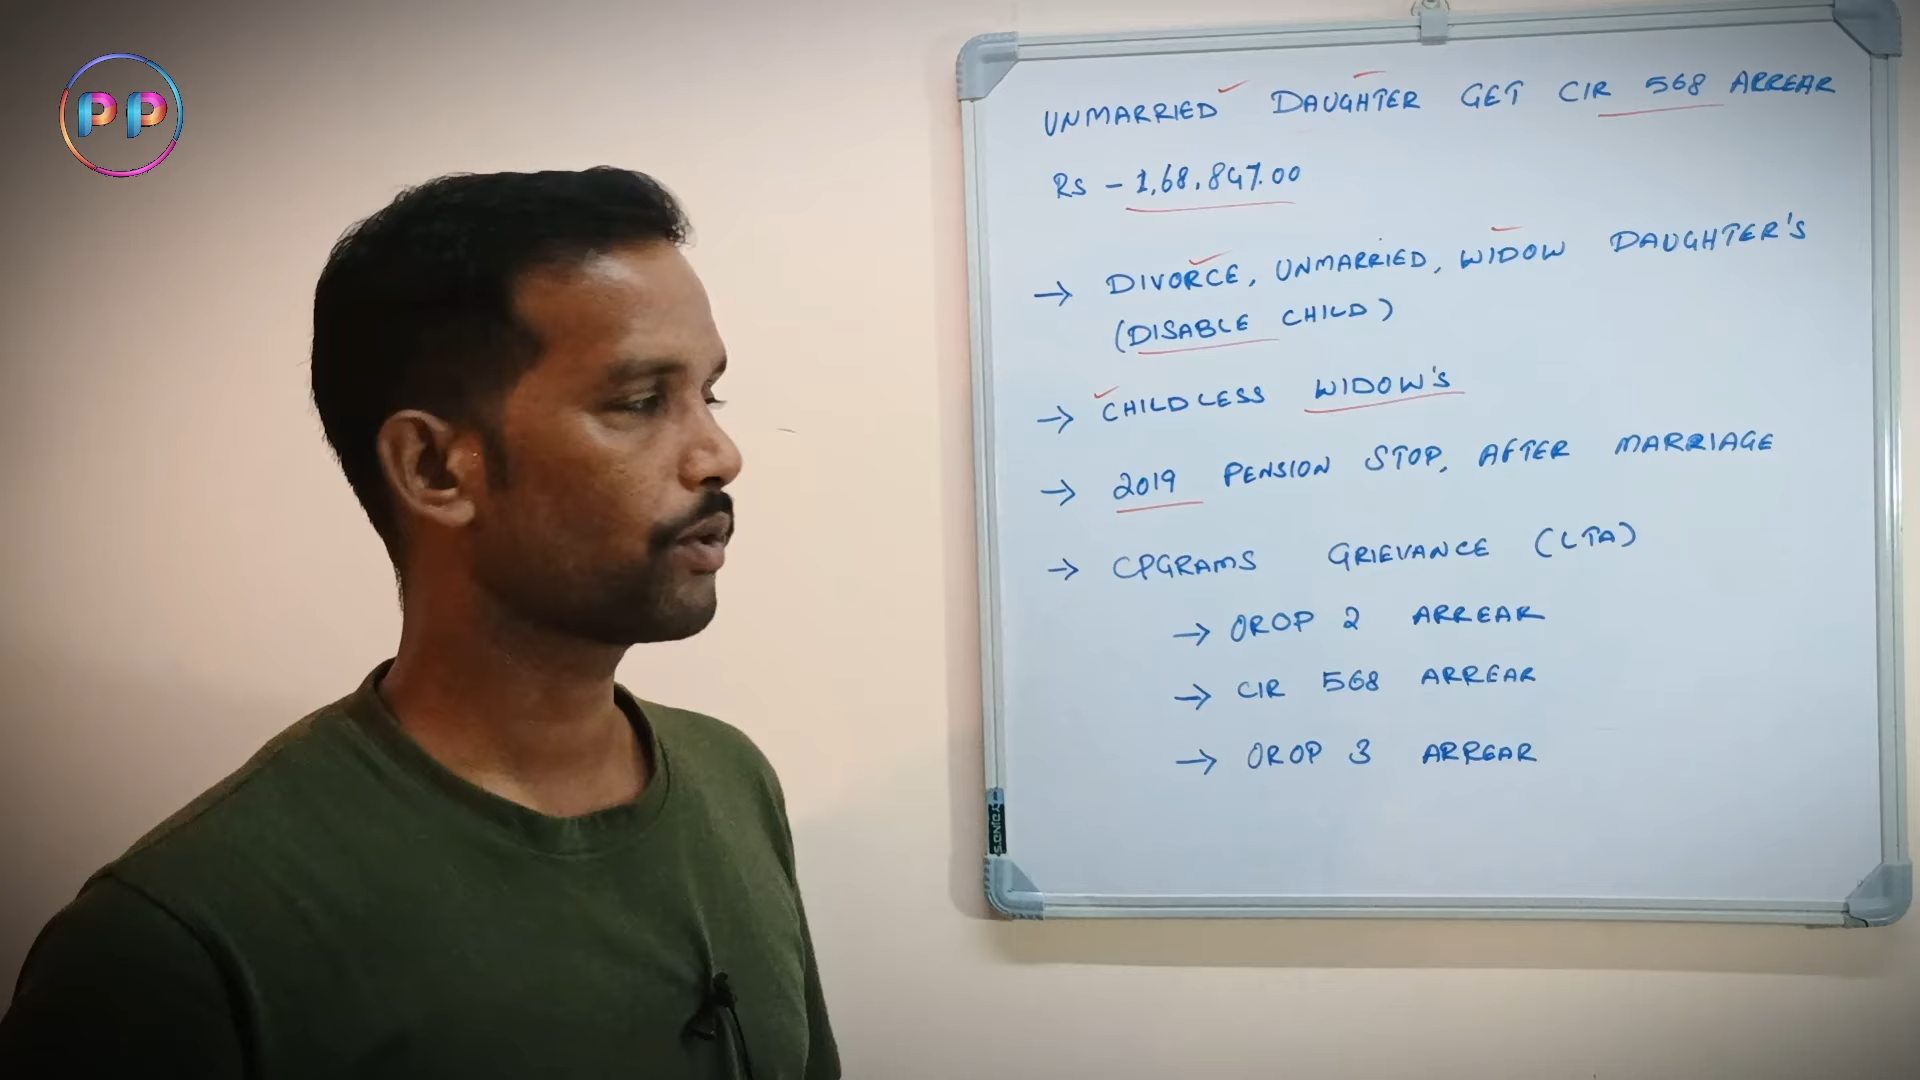 PP
UNMARRIED DAUGHTER GET CIR 568 ARREAR
RS - 1,68,847.00
→ DIVORCE, UNMARRIED, WIDOW DAUGHTER'S
(DISABLE CHILD)
→ CHILDLESS WIDOW'S
→ 2019 PENSION STOP, AFTER MARRIAGE
→ CPGRAMS GRIEVANCE (LTA)
→ OROP 2 ARREAR
→ CIR 568 ARREAR
→ OROP 3 ARREAR